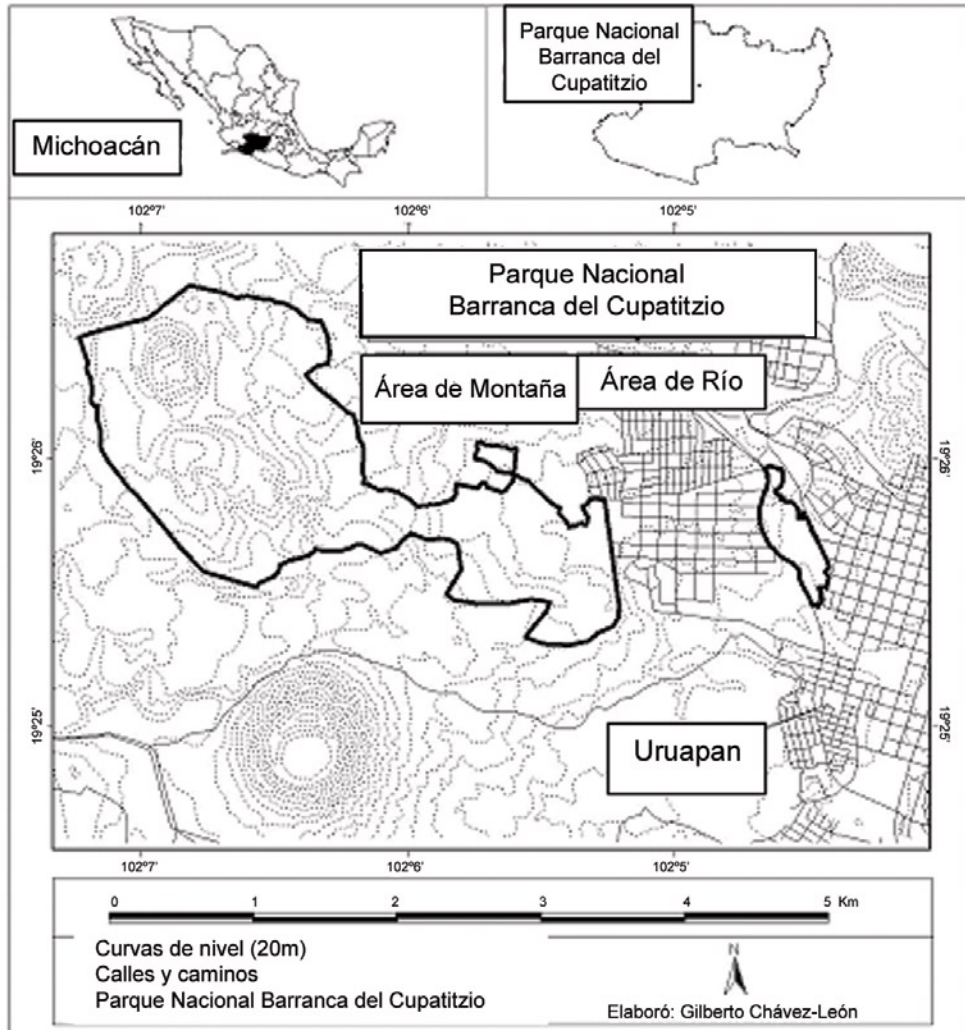 Michoacán
Parque Nacional
Barranca del
Cupatitzio
102º7'
102º6'
102º5'
Parque Nacional
Barranca del Cupatitzio
Área de Montaña
Área de Río
19º26'
19º26'
19º25'
19º25'
Uruapan
102º7'
102º6'
102º5'
0 1 2 3 4 5 Km
Curvas de nivel (20m)
Calles y caminos
Parque Nacional Barranca del Cupatitzio
N
Elaboró: Gilberto Chávez-León